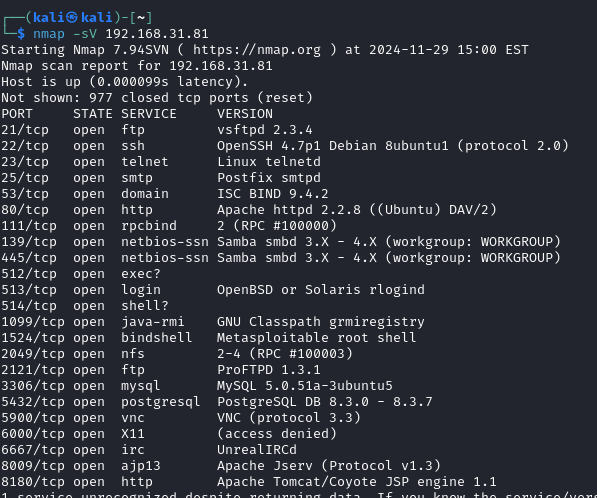 ┌──(kali㉿kali)-[~]
└─$ nmap -sV 192.168.31.81
Starting Nmap 7.94SVN ( https://nmap.org ) at 2024-11-29 15:00 EST
Nmap scan report for 192.168.31.81
Host is up (0.000099s latency).
Not shown: 977 closed tcp ports (reset)
PORT     STATE SERVICE     VERSION
21/tcp   open  ftp         vsftpd 2.3.4
22/tcp   open  ssh         OpenSSH 4.7p1 Debian 8ubuntu1 (protocol 2.0)
23/tcp   open  telnet      Linux telnetd
25/tcp   open  smtp        Postfix smtpd
53/tcp   open  domain      ISC BIND 9.4.2
80/tcp   open  http        Apache httpd 2.2.8 ((Ubuntu) DAV/2)
111/tcp  open  rpcbind     2 (RPC #100000)
139/tcp  open  netbios-ssn Samba smbd 3.X - 4.X (workgroup: WORKGROUP)
445/tcp  open  netbios-ssn Samba smbd 3.X - 4.X (workgroup: WORKGROUP)
512/tcp  open  exec?
513/tcp  open  login       OpenBSD or Solaris rlogind
514/tcp  open  shell?
1099/tcp open  java-rmi    GNU Classpath grmiregistry
1524/tcp open  bindshell   Metasploitable root shell
2049/tcp open  nfs         2-4 (RPC #100003)
2121/tcp open  ftp         ProFTPD 1.3.1
3306/tcp open  mysql       MySQL 5.0.51a-3ubuntu5
5432/tcp open  postgresql  PostgreSQL DB 8.3.0 - 8.3.7
5900/tcp open  vnc         VNC (protocol 3.3)
6000/tcp open  X11         (access denied)
6667/tcp open  irc         UnrealIRCd
8009/tcp open  ajp13       Apache Jserv (Protocol v1.3)
8180/tcp open  http        Apache Tomcat/Coyote JSP engine 1.1
1 service unrecognized despite returning data. If you know the service/vers